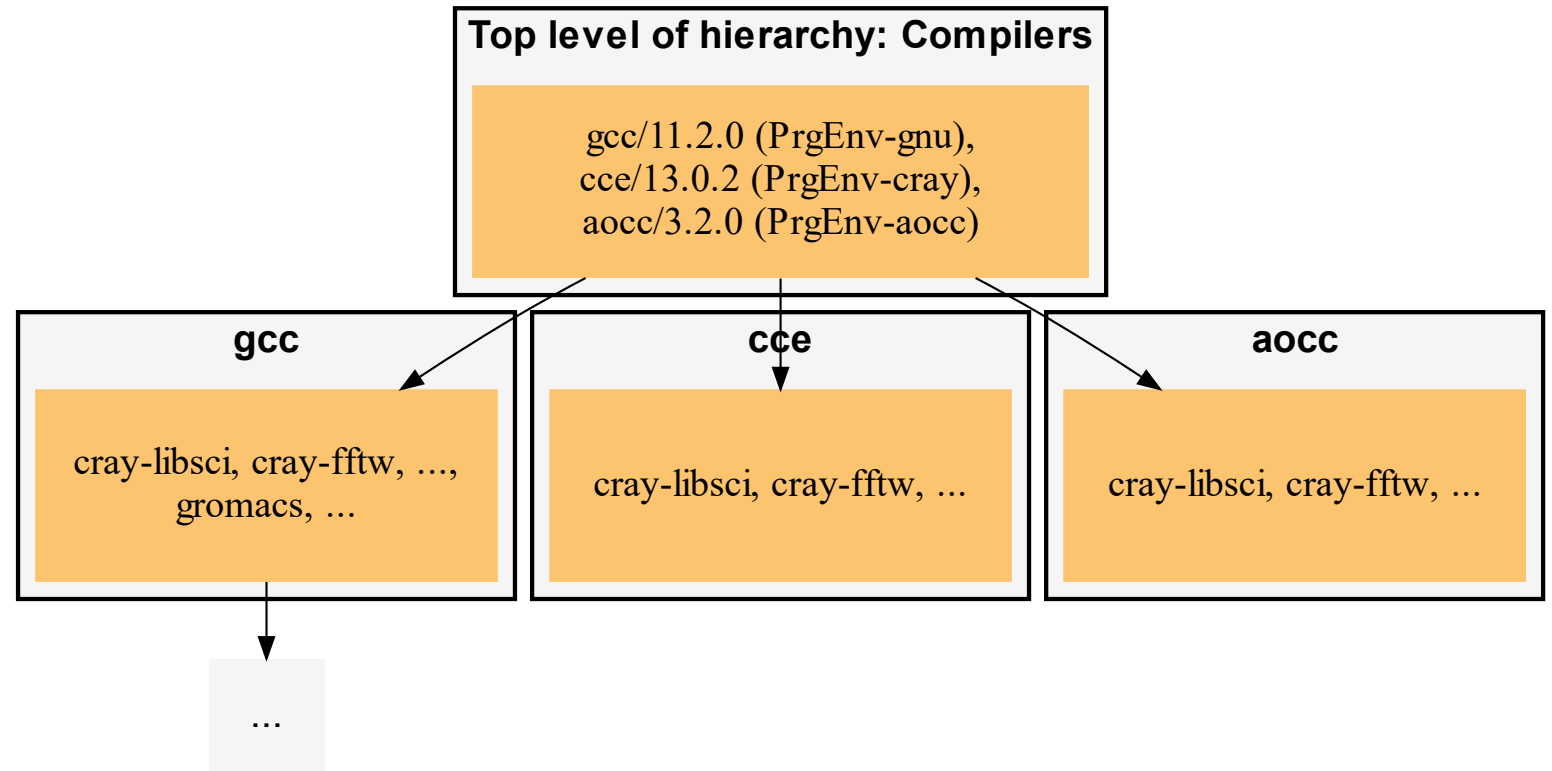 Top level of hierarchy: Compilers
gcc/11.2.0 (PrgEnv-gnu),
cce/13.0.2 (PrgEnv-cray),
aocc/3.2.0 (PrgEnv-aocc)
gcc
cray-libsci, cray-fftw, ...,
gromacs, ...
cce
cray-libsci, cray-fftw, ...
aocc
cray-libsci, cray-fftw, ...
...